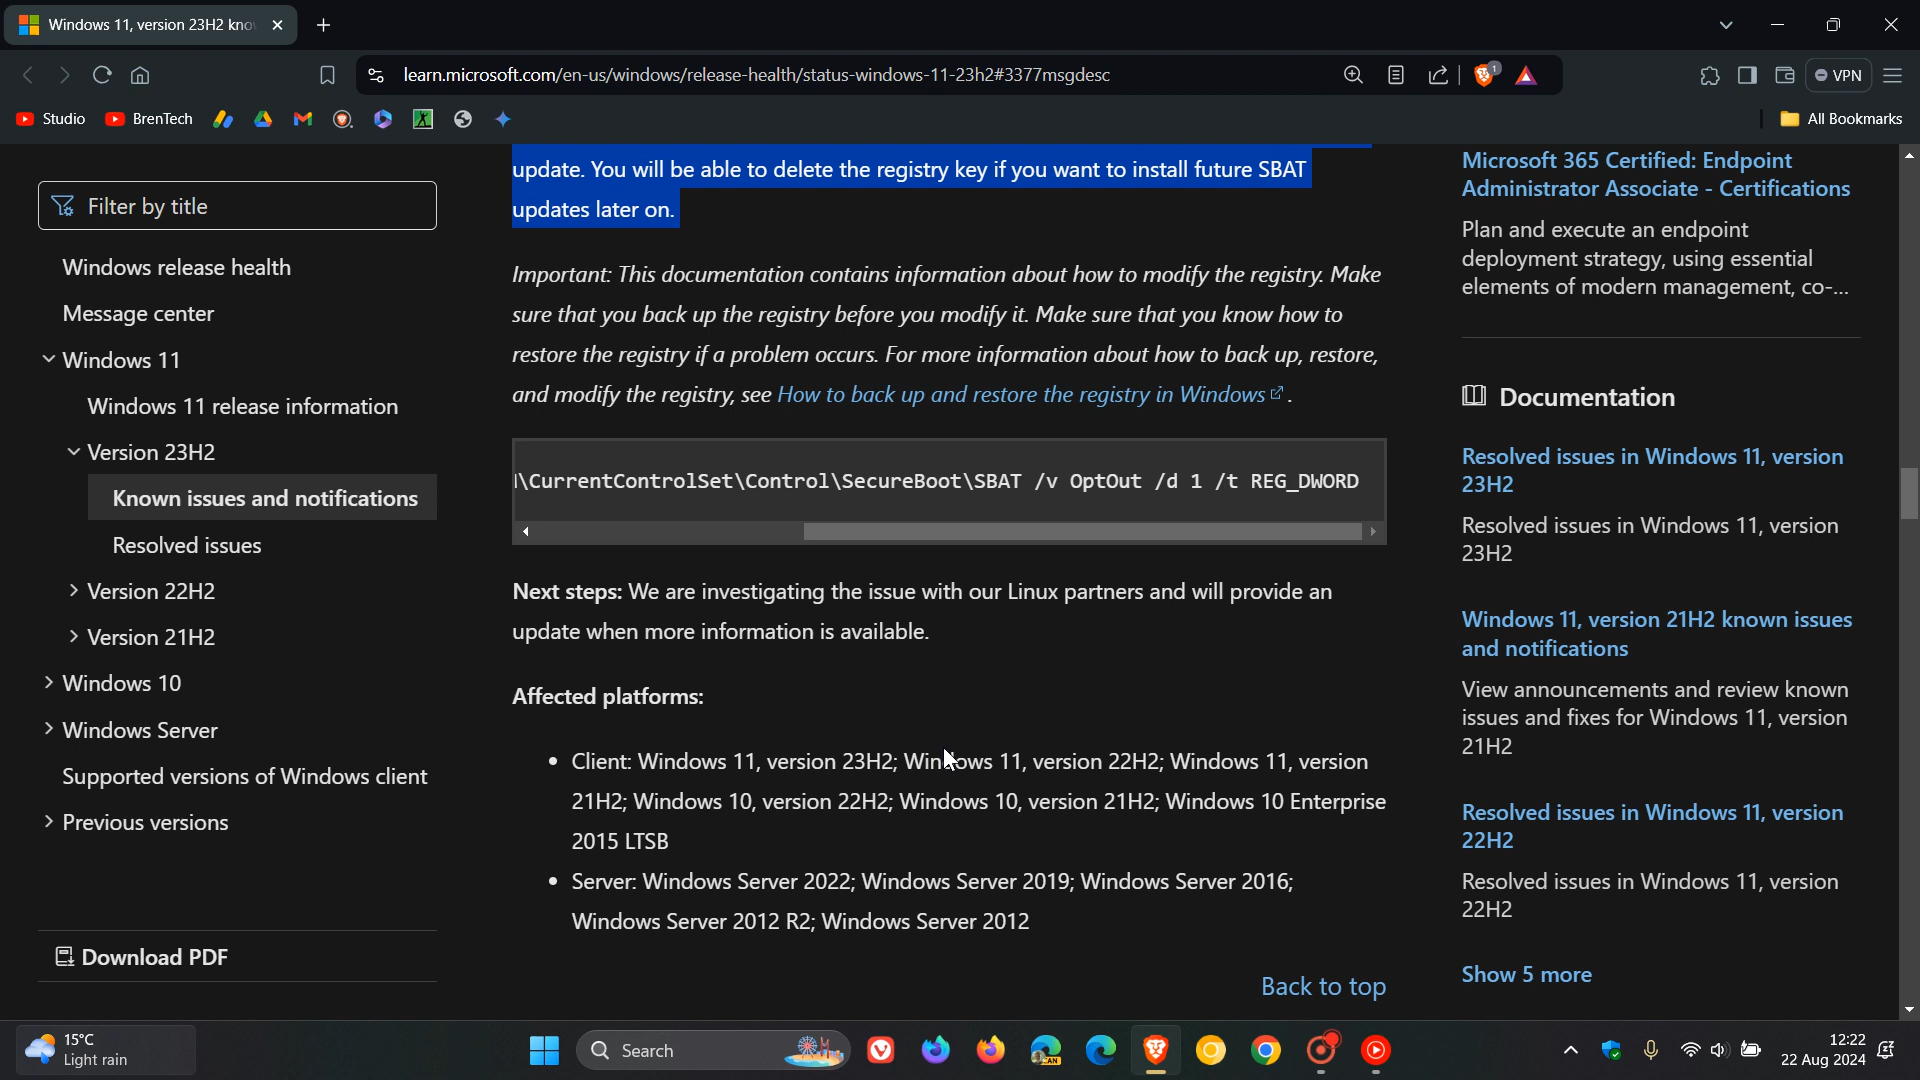 Windows 11, version 23H2 kno
learn.microsoft.com/en-us/windows/release-health/status-windows-11-23h2#3377msgdesc
1
VPN
Studio
BrenTech
All Bookmarks
Filter by title
Windows release health
Message center
Windows 11
Windows 11 release information
Version 23H2
Known issues and notifications
Resolved issues
Version 22H2
Version 21H2
Windows 10
Windows Server
Supported versions of Windows client
Previous versions
Download PDF
update. You will be able to delete the registry key if you want to install future SBAT
updates later on.
Important: This documentation contains information about how to modify the registry. Make
sure that you back up the registry before you modify it. Make sure that you know how to
restore the registry if a problem occurs. For more information about how to back up, restore,
and modify the registry, see How to back up and restore the registry in Windows.
\CurrentControlSet\Control\SecureBoot\SBAT /v OptOut /d 1 /t REG_DWORD
Next steps: We are investigating the issue with our Linux partners and will provide an
update when more information is available.
Affected platforms:
• Client: Windows 11, version 23H2; Windows 11, version 22H2; Windows 11, version
21H2; Windows 10, version 22H2; Windows 10, version 21H2; Windows 10 Enterprise
2015 LTSB
• Server: Windows Server 2022; Windows Server 2019; Windows Server 2016;
Windows Server 2012 R2; Windows Server 2012
Back to top
Microsoft 365 Certified: Endpoint
Administrator Associate - Certifications
Plan and execute an endpoint
deployment strategy, using essential
elements of modern management, co-...
Documentation
Resolved issues in Windows 11, version
23H2
Resolved issues in Windows 11, version
23H2
Windows 11, version 21H2 known issues
and notifications
View announcements and review known
issues and fixes for Windows 11, version
21H2
Resolved issues in Windows 11, version
22H2
Resolved issues in Windows 11, version
22H2
Show 5 more
15°C
Light rain
Search
CAN
12:22
22 Aug 2024